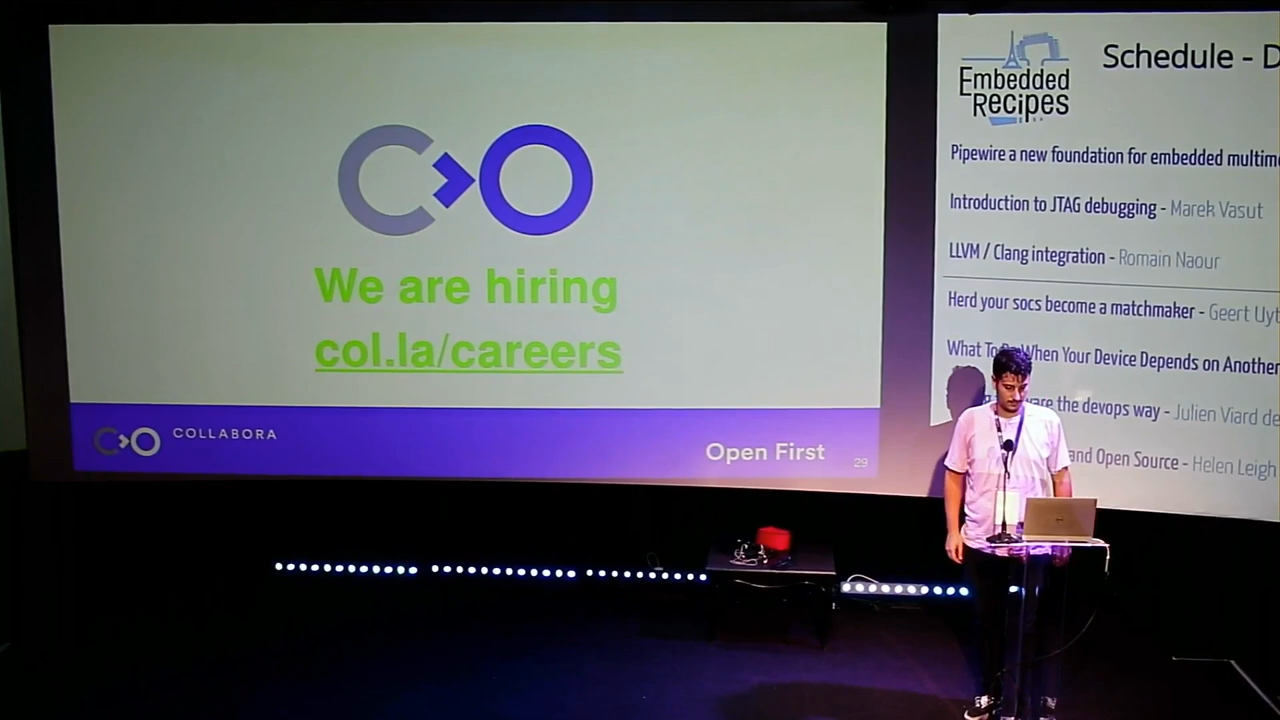 We are hiring
col.la/careers
COLLABORA
Open First
29
Embedded
Recipes
Schedule - D
Pipewire a new foundation for embedded multime
Introduction to JTAG debugging - Marek Vasut
LLVM / Clang integration - Romain Naour
Herd your socs become a matchmaker - Geert Uyt
What To When Your Device Depends on Another
the devops way - Julien Viard de
and Open Source - Helen Leigh